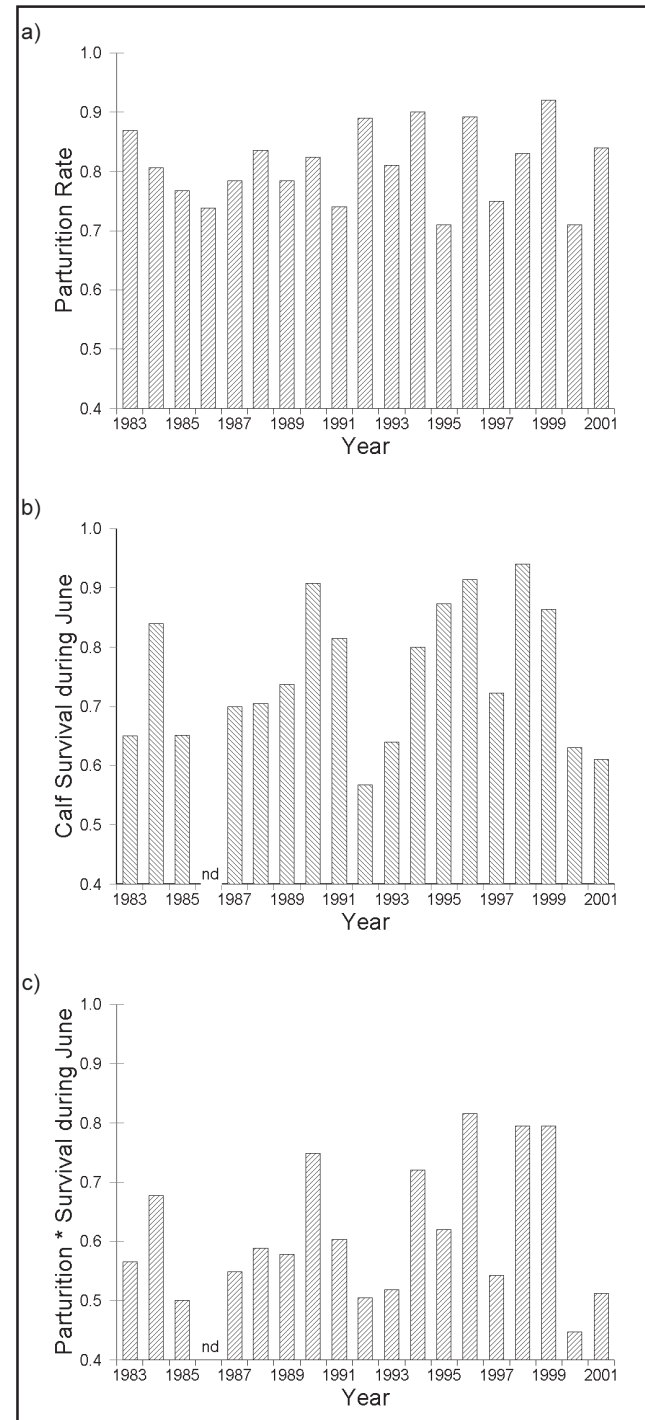 a)
Parturition Rate
1.0
0.9
0.8
0.7
0.6
0.5
0.4
1983 1985 1987 1989 1991 1993 1995 1997 1999 2001
Year
b)
Calf Survival during June
1.0
0.9
0.8
0.7
0.6
0.5
0.4
nd
1983 1985 1987 1989 1991 1993 1995 1997 1999 2001
Year
c)
Parturition * Survival during June
1.0
0.9
0.8
0.7
0.6
0.5
0.4
nd
1983 1985 1987 1989 1991 1993 1995 1997 1999 2001
Year